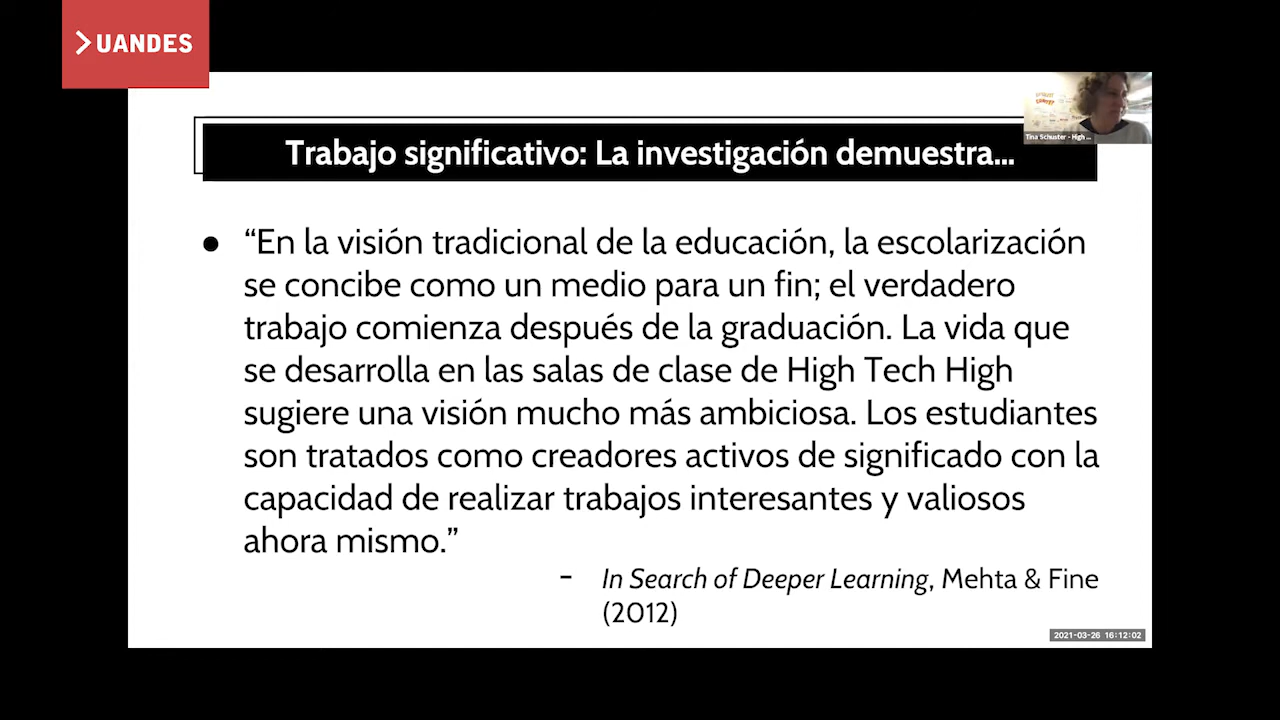 UANDES
Tina Schuster - High ...
Trabajo significativo: La investigación demuestra...
● “En la visión tradicional de la educación, la escolarización
se concibe como un medio para un fin; el verdadero
trabajo comienza después de la graduación. La vida que
se desarrolla en las salas de clase de High Tech High
sugiere una visión mucho más ambiciosa. Los estudiantes
son tratados como creadores activos de significado con la
capacidad de realizar trabajos interesantes y valiosos
ahora mismo.”
- In Search of Deeper Learning, Mehta & Fine
(2012)
2021-03-26 16:12:02